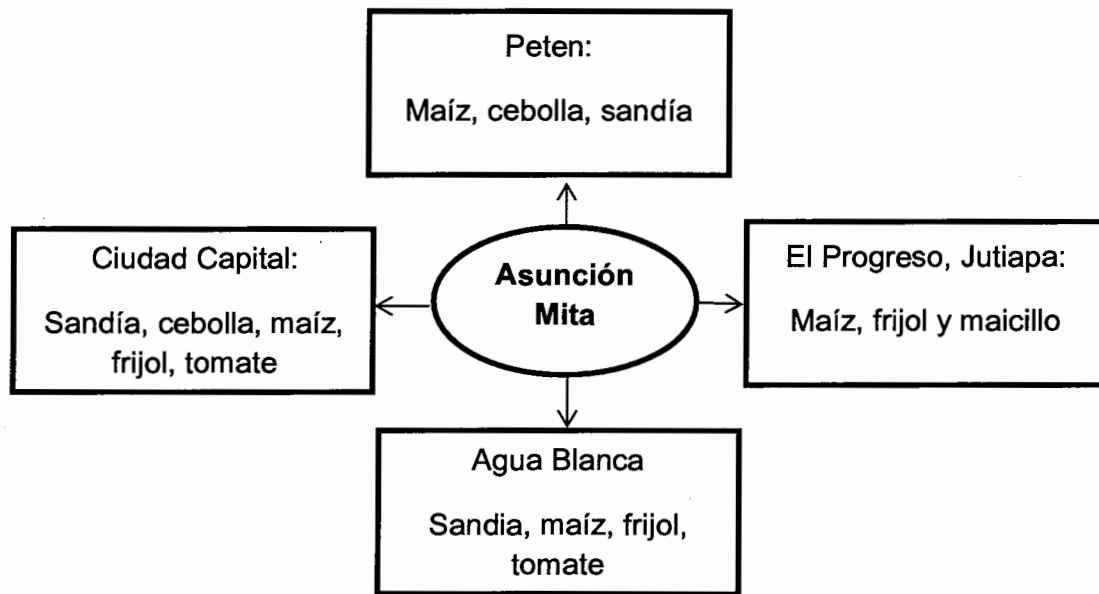 Peten:
Maíz, cebolla, sandía
Ciudad Capital:
Sandía, cebolla, maíz,
frijol, tomate
Asunción
Mita
El Progreso, Jutiapa:
Maíz, frijol y maicillo
Agua Blanca
Sandia, maíz, frijol,
tomate